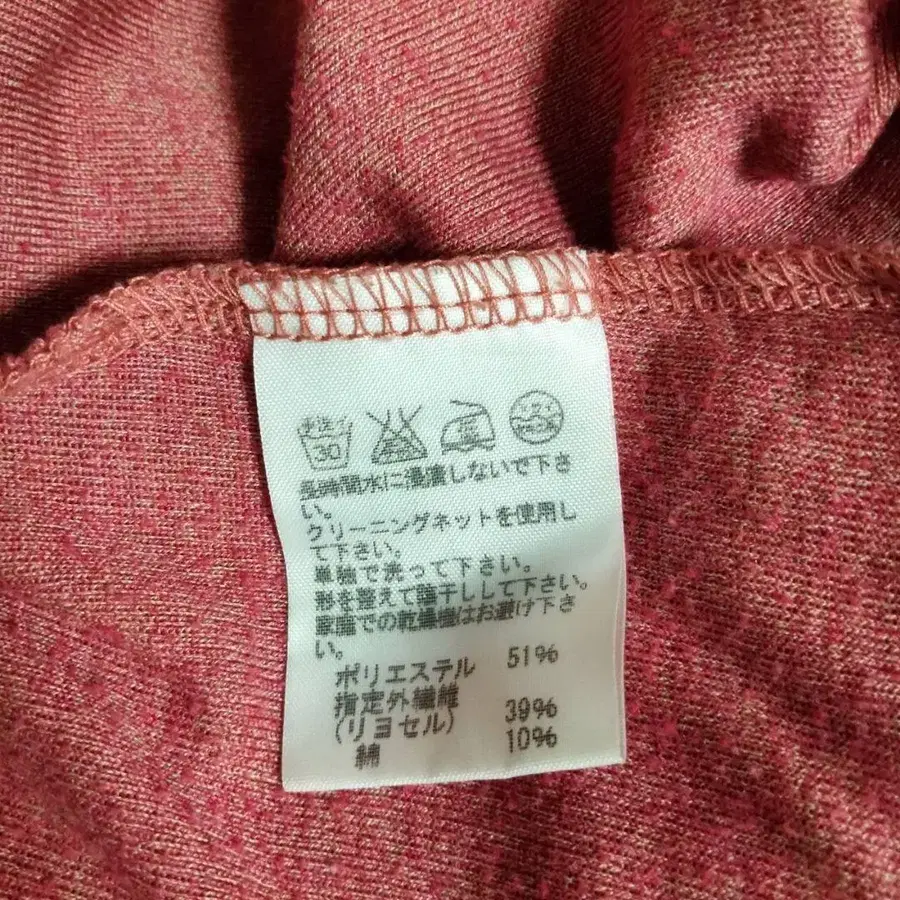 手洗イ
30
長時間水に浸漬しないで下さ
い。
クリーニングネットを使用し
て下さい。
単独で洗って下さい。
形を整えて陰干しして下さい。
家庭での乾燥機はお避け下さ
い。
ポリエステル 51%
指定外繊維
(リヨセル) 39%
綿 10%